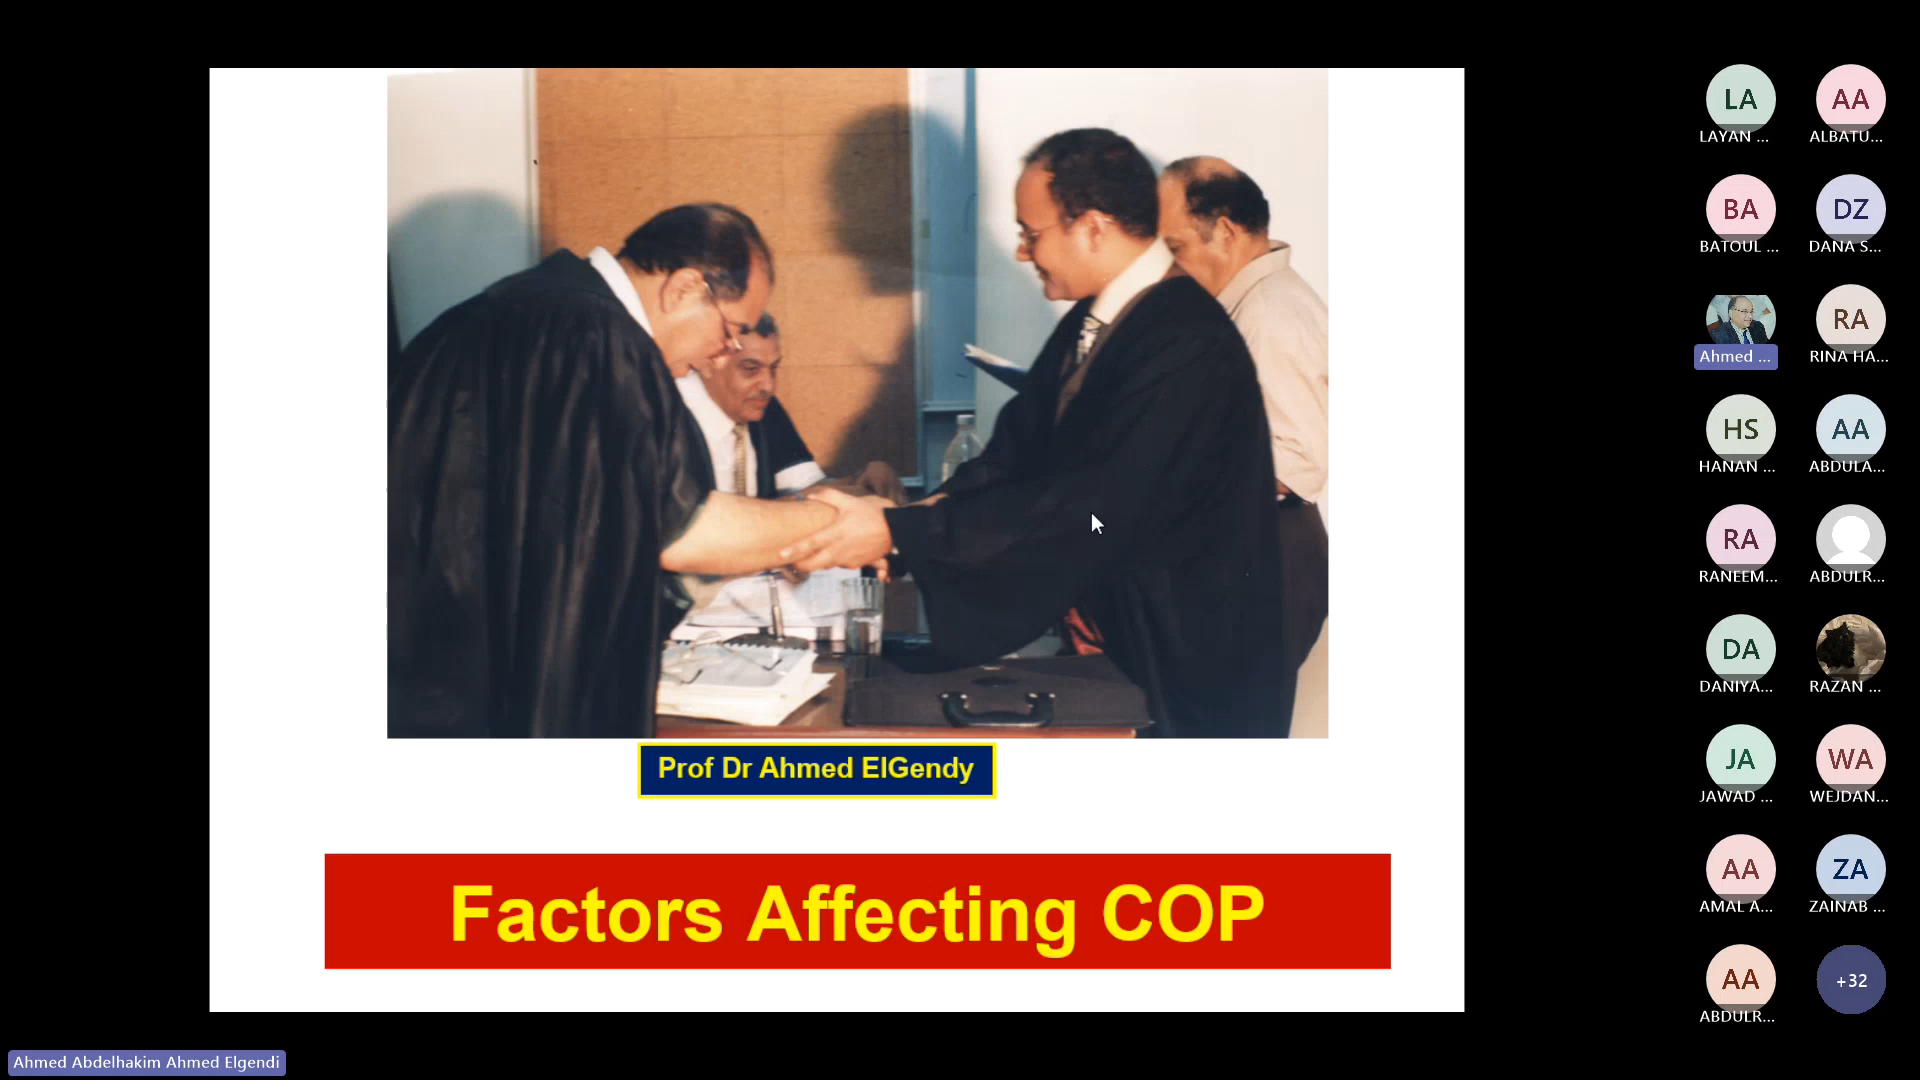 Prof Dr Ahmed ElGendy
Factors Affecting COP
Ahmed Abdelhakim Ahmed Elgendi
LA
LAYAN ...
AA
ALBATU...
BA
BATOUL ...
DZ
DANA S...
Ahmed ...
RA
RINA HA...
HS
HANAN ...
AA
ABDULA...
RA
RANEEM...
ABDULR...
DA
DANIYA...
RAZAN ...
JA
JAWAD ...
WA
WEJDAN...
AA
AMAL A...
ZA
ZAINAB ...
AA
ABDULR...
+32